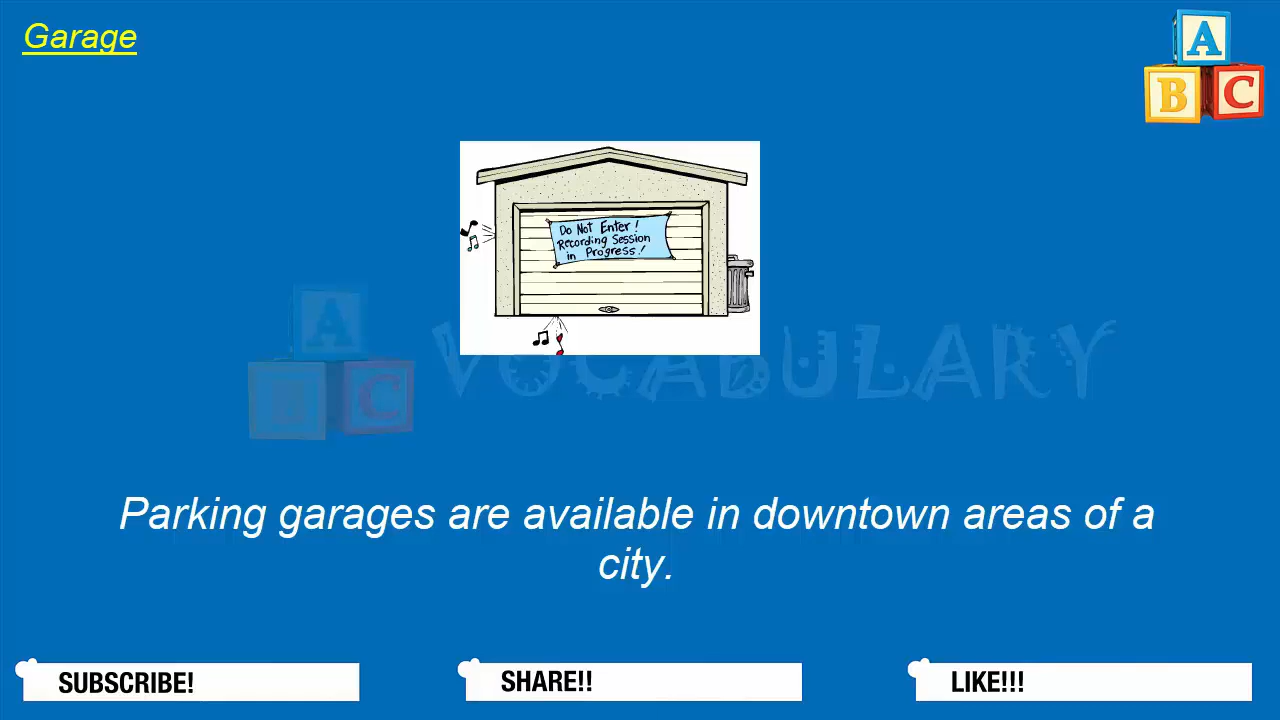 Garage
A
B C
Do Not Enter!
Recording Session
in Progress!
A
B C
VOCABULARY
Parking garages are available in downtown areas of a
city.
SUBSCRIBE!
SHARE!!
LIKE!!!